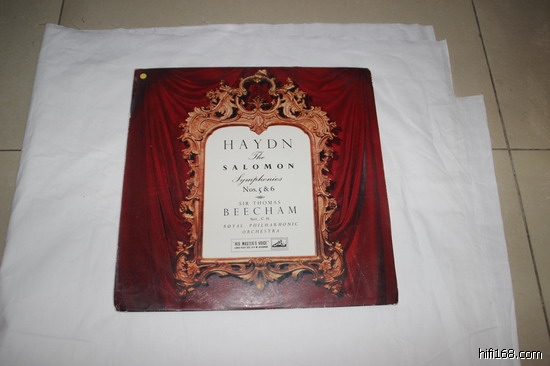 HAYDN
The
SALOMON
Symphonies
Nos. 5 & 6
SIR THOMAS
BEECHAM
Bart., C.H.
ROYAL PHILHARMONIC
ORCHESTRA
"HIS MASTER'S VOICE"
hifi168.com